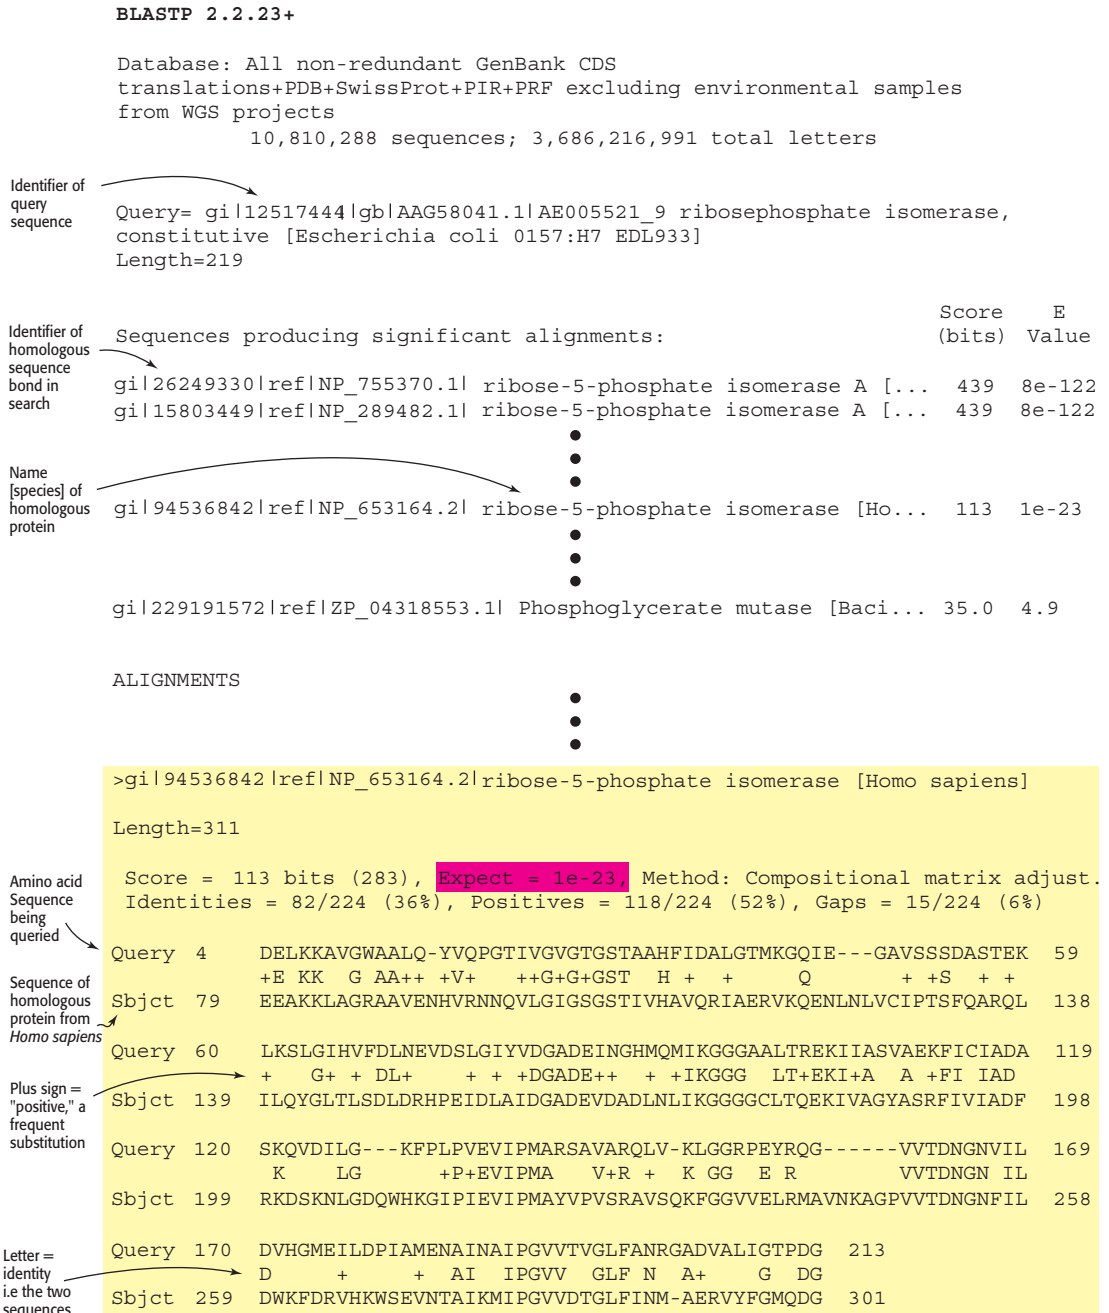 BLASTP 2.2.23+
Database: All non-redundant GenBank CDS
translations+PDB+SwissProt+PIR+PRF excluding environmental samples
from WGS projects
10,810,288 sequences; 3,686,216,991 total letters
Identifier of
query
sequence
Query= gi|12517444|gb|AAG58041.1|AE005521_9 ribosephosphate isomerase,
constitutive [Escherichia coli 0157:H7 EDL933]
Length=219
Score E
Sequences producing significant alignments: (bits) Value
Identifier of
homologous
sequence
bond in
search
gi|26249330|ref|NP_755370.1| ribose-5-phosphate isomerase A [... 439 8e-122
gi|15803449|ref|NP_289482.1| ribose-5-phosphate isomerase A [... 439 8e-122
Name
[species] of
homologous
protein
gi|94536842|ref|NP_653164.2| ribose-5-phosphate isomerase [Ho... 113 1e-23
gi|229191572|ref|ZP_04318553.1| Phosphoglycerate mutase [Baci... 35.0 4.9
ALIGNMENTS
>gi|94536842|ref|NP_653164.2|ribose-5-phosphate isomerase [Homo sapiens]
Length=311
Score = 113 bits (283), Expect = 1e-23, Method: Compositional matrix adjust.
Identities = 82/224 (36%), Positives = 118/224 (52%), Gaps = 15/224 (6%)
Amino acid
Sequence
being
queried
Query 4 DELKKAVGWAALQ-YVQPGTIVGVGTGSTAAHFIDALGTMKGQIE---GAVSSSDASTEK 59
+E KK G AA++ +V+ ++G+G+GST H + + Q + +S + +
Sbjct 79 EEAKKLAGRAAVENHVRNNQVLGIGSGSTIVHAVQRIAERVKQENLNLVCIPTSFQARQL 138
Sequence of
homologous
protein from
Homo sapiens
Query 60 LKSLGIHVFDLNEVDSLGIYVDGADEINGHMQMIKGGGAALTREKIIASVAEKFICIADA 119
+ G+ + DL+ + + +DGADE++ + +IKGGG LT+EKI+A A +FI IAD
Sbjct 139 ILQYGLTLSDLDRHPEIDLAIDGADEVDADLNLIKGGGGCLTQEKIVAGYASRFIVIADF 198
Plus sign =
"positive," a
frequent
substitution
Query 120 SKQVDILG---KFPLPVEVIPMARSAVARQLV-KLGGRPEYRQG------VVTDNGNVIL 169
K LG +P+EVIPMA V+R + K GG E R VVTDNGN IL
Sbjct 199 RKDSKNLGDQWHKGIPIEVIPMAYVPVSRAVSQKFGGVVELRMAVNKAGPVVTDNGNFIL 258
Letter =
identity
i.e the two
sequences
Query 170 DVHGMEILDPIAMENAINAIPGVVTVGLFANRGADVALIGTPDG 213
D + + AI IPGVV GLF N A+ G DG
Sbjct 259 DWKFDRVHKWSEVNTAIKMIPGVVDTGLFINM-AERVYFGMQDG 301